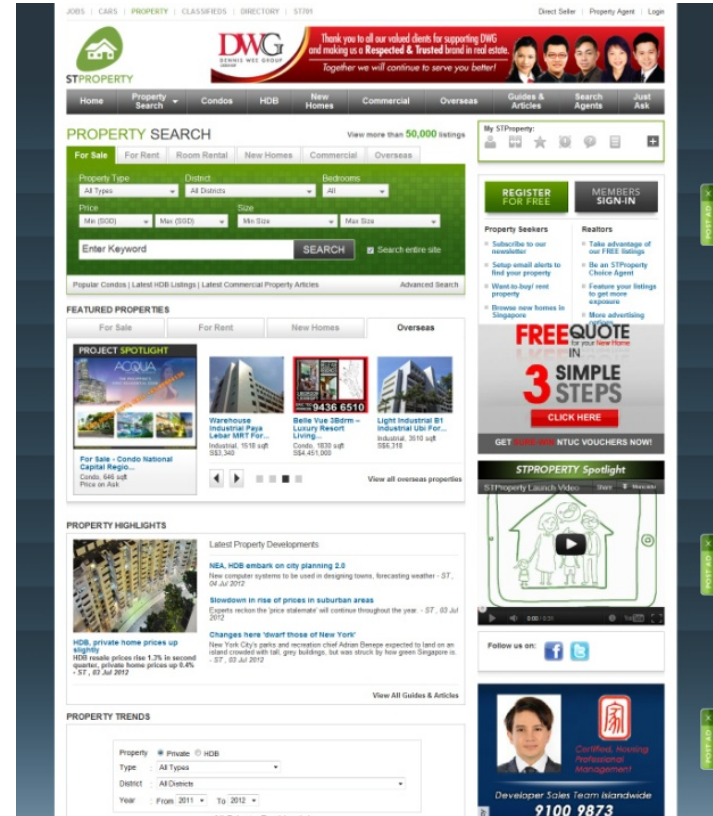 JOBS | CARS | PROPERTY | CLASSIFIEDS | DIRECTORY | ST701
Direct Seller | Property Agent | Login
STPROPERTY
DWG
DENNIS WEE GROUP
Thank you to all our valued clients for supporting DWG
and making us a Respected & Trusted brand in real estate.
Together we will continue to serve you better!
Home
Property Search
Condos
HDB
New Homes
Commercial
Overseas
Guides & Articles
Search Agents
Just Ask
PROPERTY SEARCH
View more than 50,000 listings
For Sale
For Rent
Room Rental
New Homes
Commercial
Overseas
Property Type
District
Bedrooms
All Types
All Districts
All
Price
Size
Min (SGD)
Max (SGD)
Min Size
Max Size
Enter Keyword
SEARCH
Search entire site
Popular Condos | Latest HDB Listings | Latest Commercial Property Articles
Advanced Search
My STProperty:
REGISTER
FOR FREE
MEMBERS
SIGN-IN
Property Seekers
Subscribe to our
newsletter
Setup email alerts to
find your property
Want-to-buy/ rent
property
Browse new homes in
Singapore
Realtors
Take advantage of
our FREE listings
Be an STProperty
Choice Agent
Feature your listings
to get more
exposure
More advertising
options
POST AD
FEATURED PROPERTIES
For Sale
For Rent
New Homes
Overseas
PROJECT SPOTLIGHT
ACQUA
For Sale - Condo National
Capital Regio...
Condo, 646 sqft
Price on Ask
Warehouse
Industrial Paya
Lebar MRT For...
Industrial, 1518 sqft
S$3,340
9436 6510
Belle Vue 3Bdrm –
Luxury Resort
Living...
Condo, 1830 sqft
S$4,451,000
Light Industrial B1
Industrial Ubi For...
Industrial, 3510 sqft
S$6,318
View all overseas properties
FREE QUOTE
for your New Home
IN
3 SIMPLE
STEPS
CLICK HERE
GET NTUC VOUCHERS NOW!
STPROPERTY Spotlight
STProperty Launch Video
Share
More info
0:00
YouTube
PROPERTY HIGHLIGHTS
HDB, private home prices up
slightly
HDB resale prices rise 1.3% in second
quarter, private home prices up 0.4%
- ST , 03 Jul 2012
Latest Property Developments
NEA, HDB embark on city planning 2.0
New computer systems to be used in designing towns, forecasting weather - ST ,
04 Jul 2012
Slowdown in rise of prices in suburban areas
Experts reckon the 'price stalemate' will continue throughout the year. - ST , 03 Jul
2012
Changes here 'dwarf those of New York'
New York City's parks and recreation chief Adrian Benepe expected to land on an
island crowded with tall, grey buildings, but was struck by how green Singapore is.
- ST , 03 Jul 2012
View All Guides & Articles
POST AD
Follow us on:
PROPERTY TRENDS
Property
Private
HDB
Type : All Types
District : All Districts
Year : From 2011 To 2012
Certified, Housing
Professional
Management
Developer Sales Team Islandwide
9100 9873
POST AD